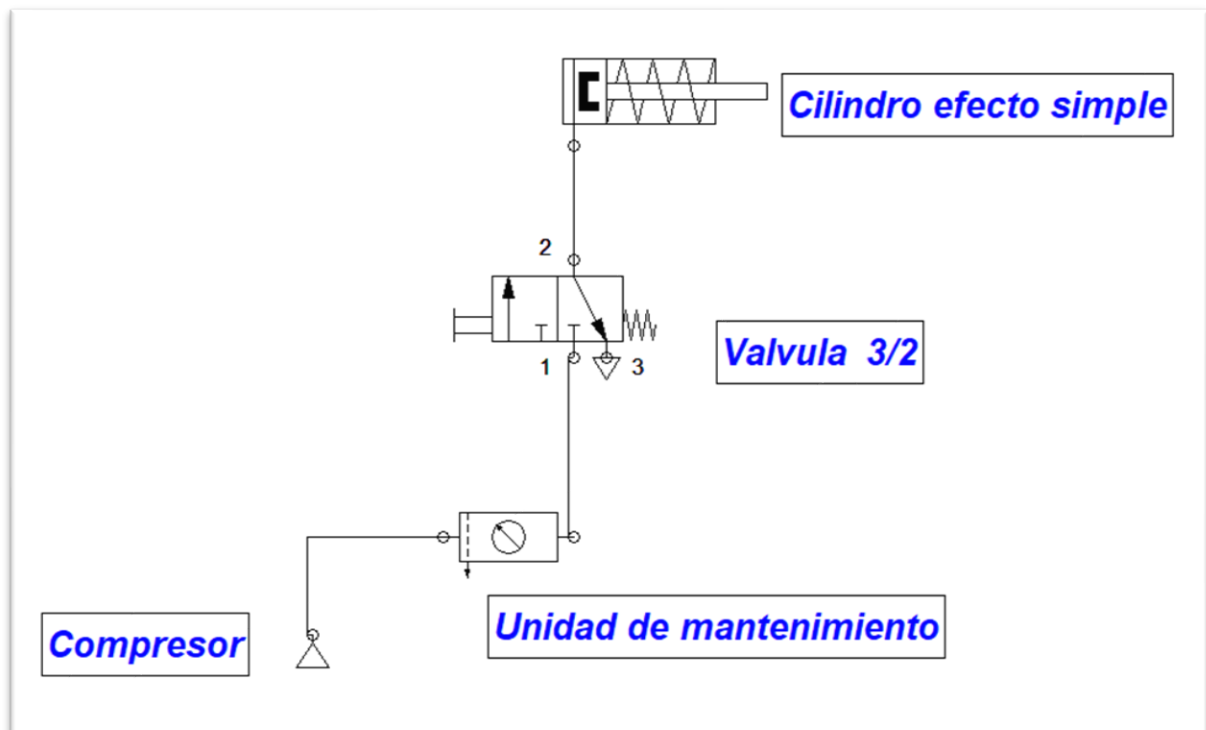 Cilindro efecto simple
2
Valvula 3/2
1
3
Unidad de mantenimiento
Compresor